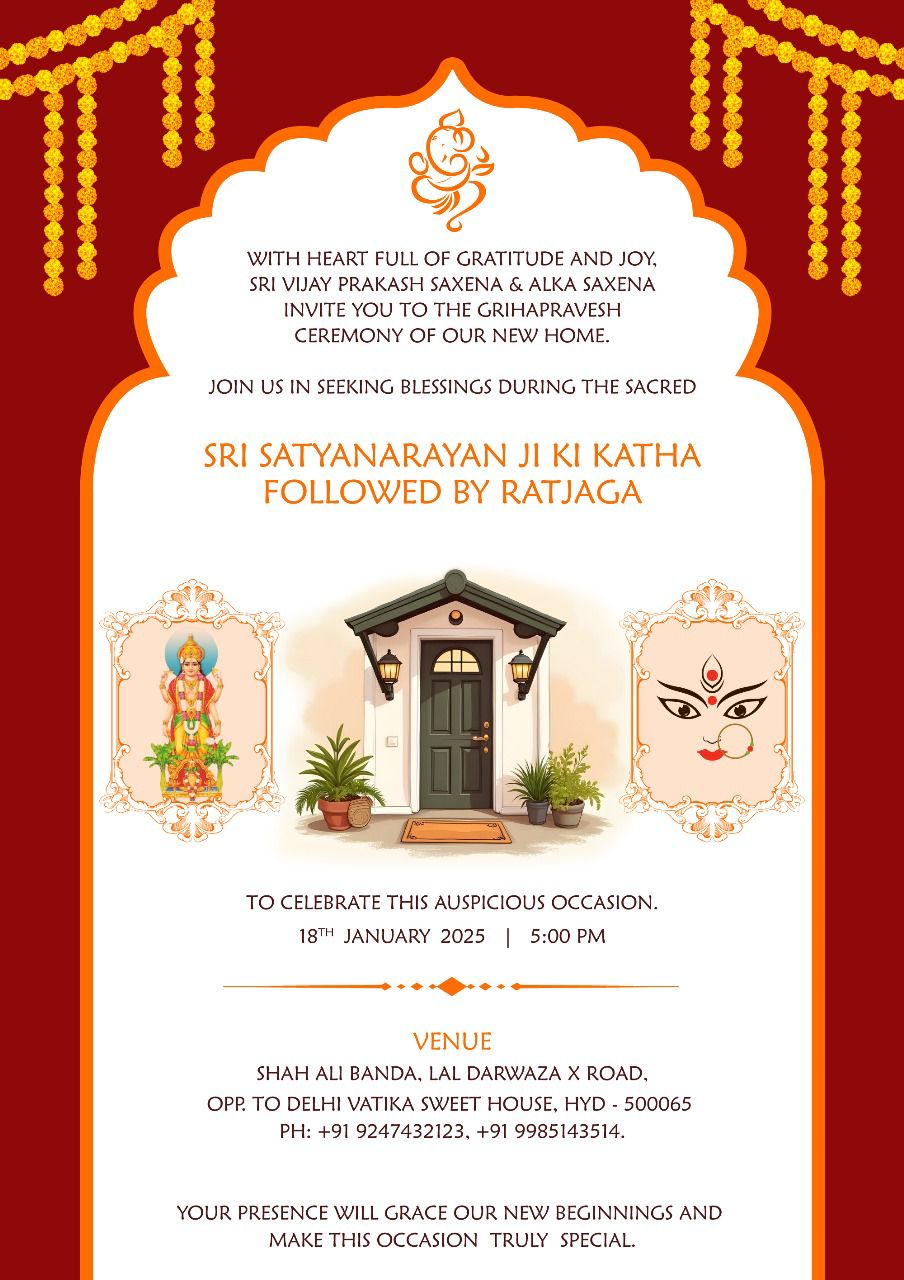 WITH HEART FULL OF GRATITUDE AND JOY,
SRI VIJAY PRAKASH SAXENA & ALKA SAXENA
INVITE YOU TO THE GRIHAPRAVESH
CEREMONY OF OUR NEW HOME.
JOIN US IN SEEKING BLESSINGS DURING THE SACRED
SRI SATYANARAYAN JI KI KATHA
FOLLOWED BY RATJAGA
TO CELEBRATE THIS AUSPICIOUS OCCASION.
18TH JANUARY 2025 | 5:00 PM
VENUE
SHAH ALI BANDA, LAL DARWAZA X ROAD,
OPP. TO DELHI VATIKA SWEET HOUSE, HYD - 500065
PH: +91 9247432123, +91 9985143514.
YOUR PRESENCE WILL GRACE OUR NEW BEGINNINGS AND
MAKE THIS OCCASION TRULY SPECIAL.